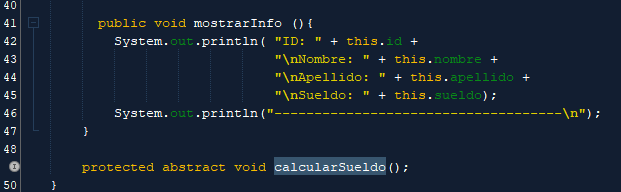 40
41 public void mostrarInfo (){
42 System.out.println( "ID: " + this.id +
43 "\nNombre: " + this.nombre +
44 "\nApellido: " + this.apellido +
45 "\nSueldo: " + this.sueldo);
46 System.out.println("------------------------------------\n");
47 }
48
protected abstract void calcularSueldo();
50 }